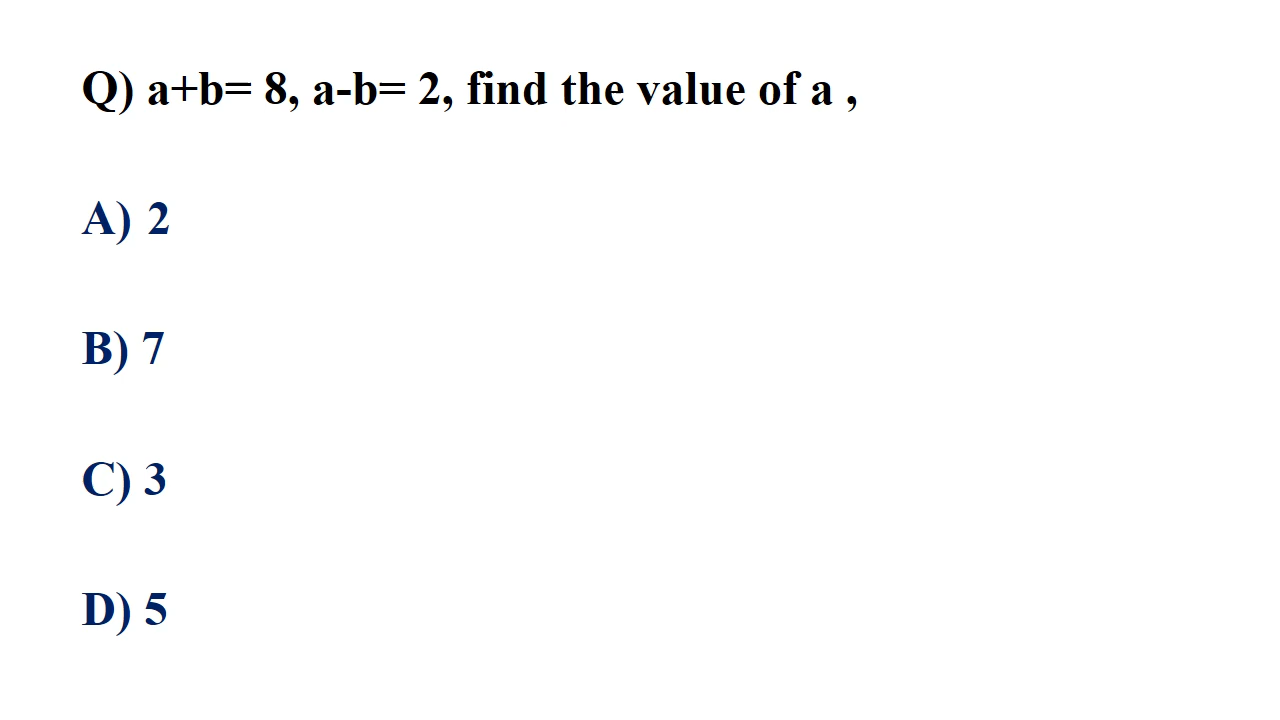 Q) a+b= 8, a-b= 2, find the value of a ,
A) 2
B) 7
C) 3
D) 5